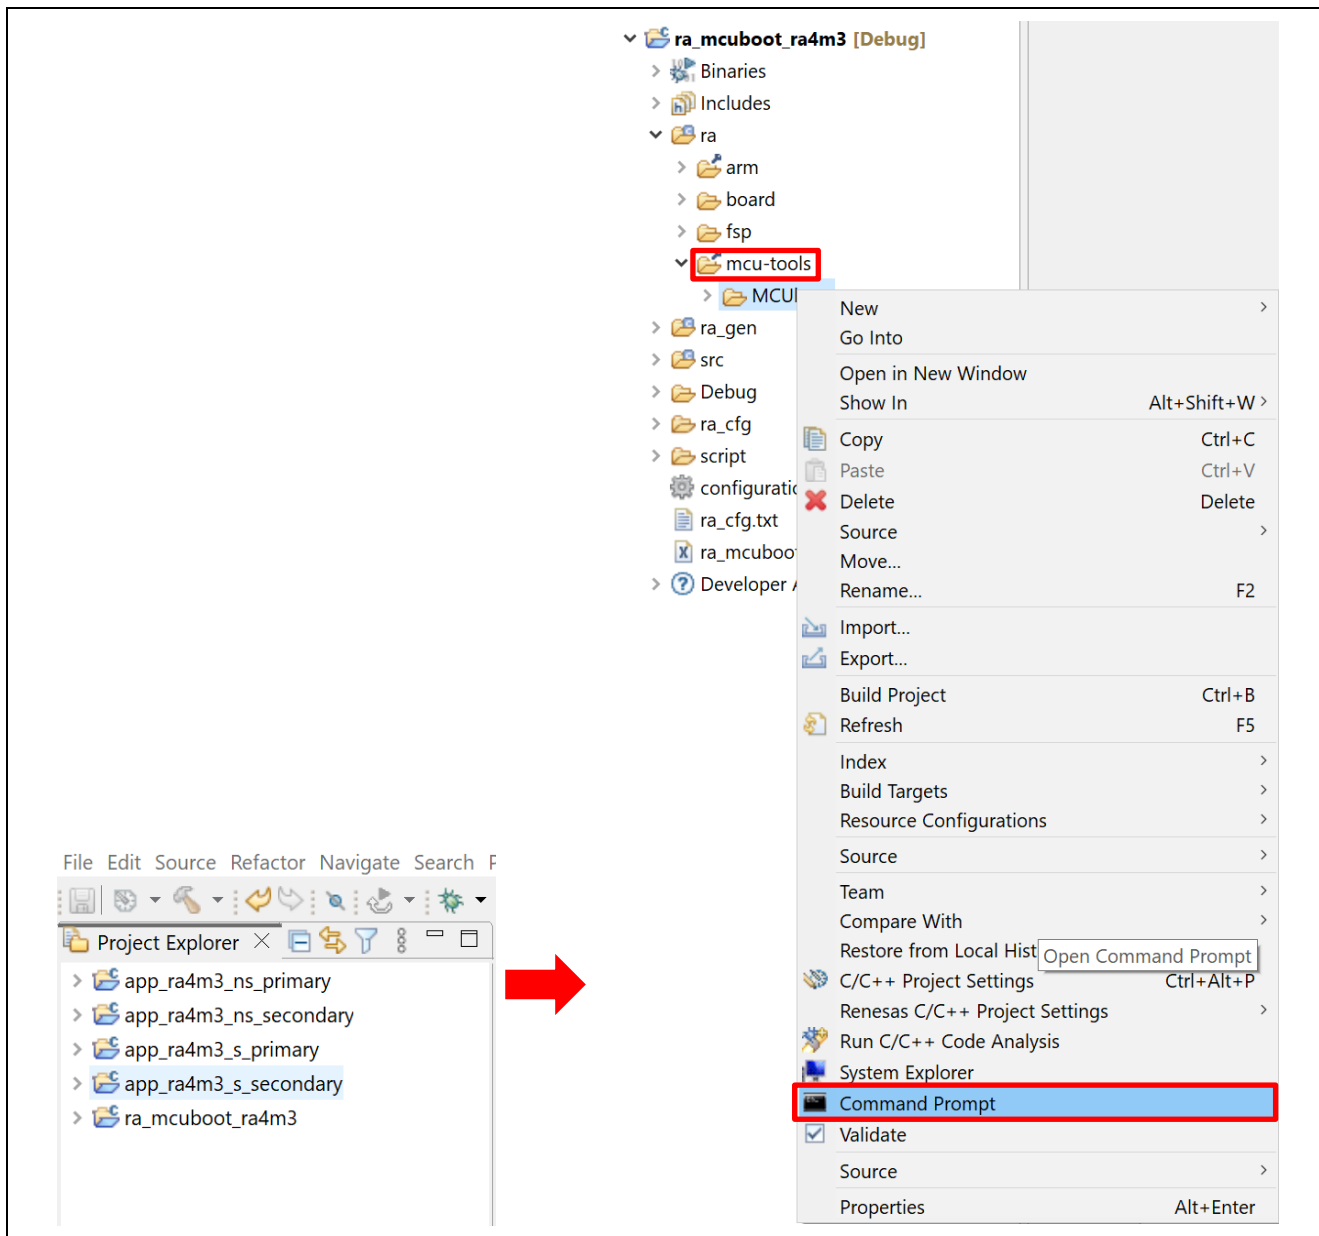 ra_mcuboot_ra4m3 [Debug]
Binaries
Includes
ra
arm
board
fsp
mcu-tools
MCU
ra_gen
src
Debug
ra_cfg
script
configuratio
ra_cfg.txt
ra_mcuboot
Developer
New
Go Into
Open in New Window
Show In Alt+Shift+W
Copy Ctrl+C
Paste Ctrl+V
Delete Delete
Source
Move...
Rename... F2
Import...
Export...
Build Project Ctrl+B
Refresh F5
Index
Build Targets
Resource Configurations
Source
Team
Compare With
Restore from Local Hist
Open Command Prompt
C/C++ Project Settings Ctrl+Alt+P
Renesas C/C++ Project Settings
Run C/C++ Code Analysis
System Explorer
Command Prompt
Validate
Source
Properties Alt+Enter
File Edit Source Refactor Navigate Search
Project Explorer
app_ra4m3_ns_primary
app_ra4m3_ns_secondary
app_ra4m3_s_primary
app_ra4m3_s_secondary
ra_mcuboot_ra4m3